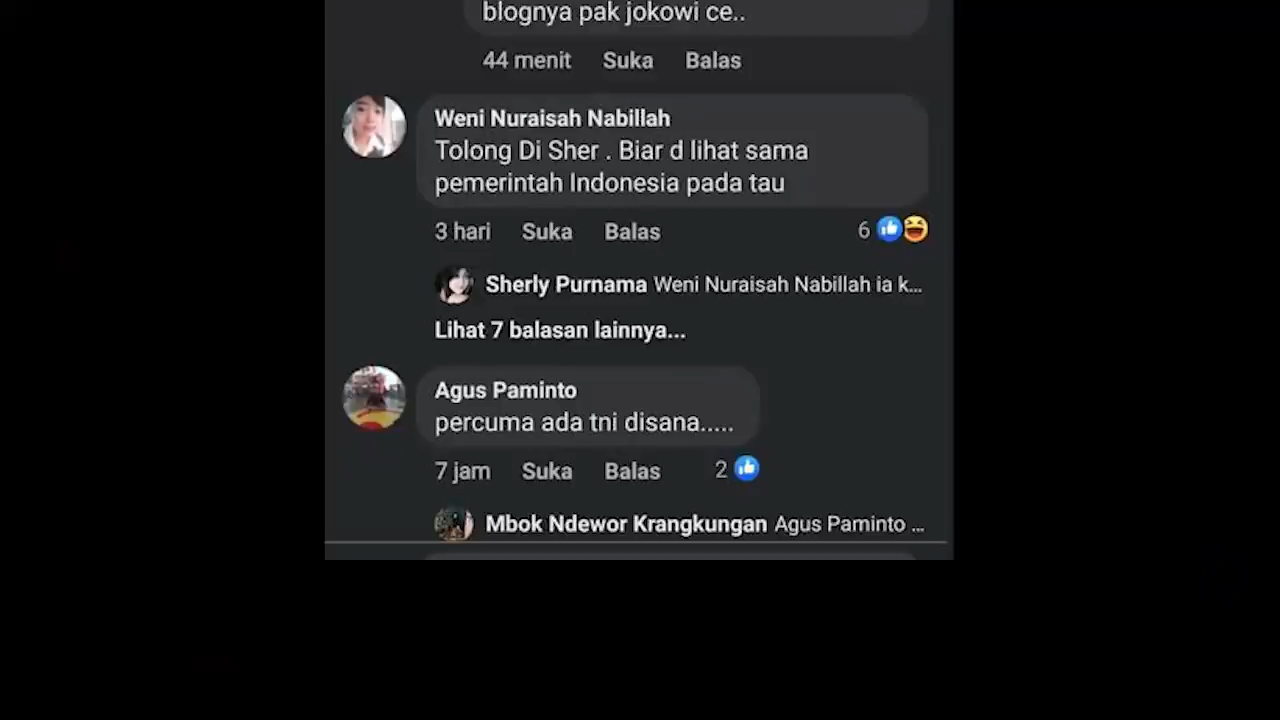 blognya pak jokowi ce..
44 menit Suka Balas
Weni Nuraisah Nabillah
Tolong Di Sher . Biar d lihat sama
pemerintah Indonesia pada tau
3 hari Suka Balas 6
Sherly Purnama Weni Nuraisah Nabillah ia k...
Lihat 7 balasan lainnya...
Agus Paminto
percuma ada tni disana.....
7 jam Suka Balas 2
Mbok Ndewor Krangkungan Agus Paminto ...